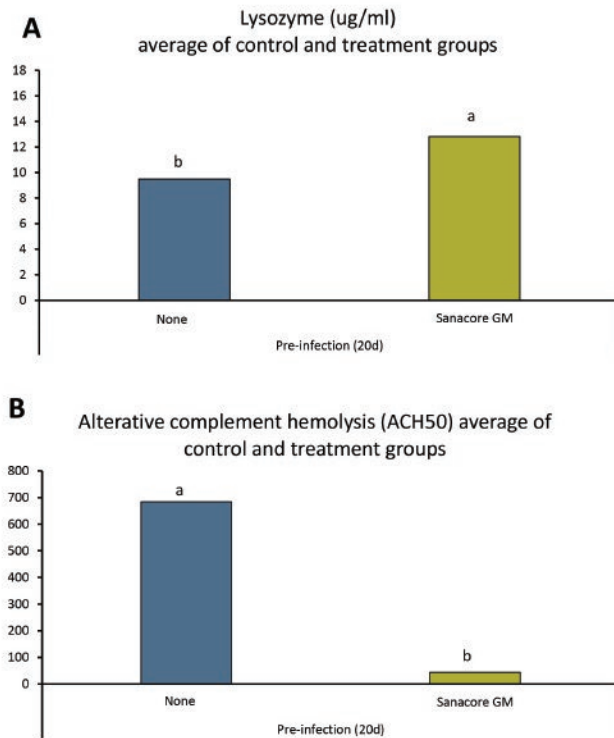 A
Lysozyme (ug/ml)
average of control and treatment groups
18
16
14
12
10
8
6
4
2
0
b
a
None
Sanacore GM
Pre-infection (20d)
B
Alterative complement hemolysis (ACH50) average of
control and treatment groups
800
700
600
500
400
300
200
100
0
a
b
None
Sanacore GM
Pre-infection (20d)